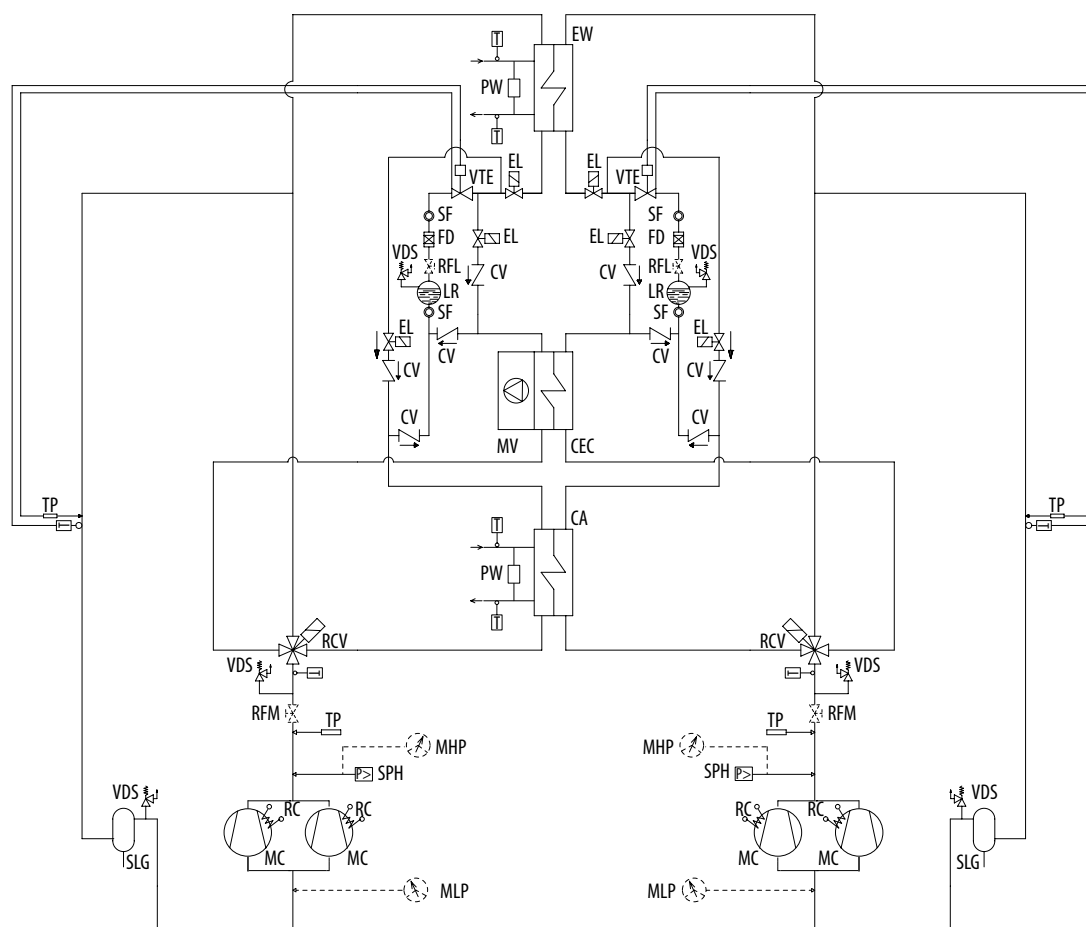 EW
T
PW
T
EL
EL
VTE
VTE
SF
SF
FD
EL
EL
FD
VDS
RFL
CV
CV
RFL
VDS
LR
LR
SF
SF
EL
EL
CV
CV
CV
CV
CV
CV
MV
CEC
TP
TP
T
T
T
CA
PW
T
RCV
RCV
VDS
T
T
VDS
RFM
RFM
TP
TP
MHP
MHP
P>
SPH
SPH
P>
VDS
RC
RC
RC
RC
VDS
MC
MC
MC
MC
SLG
SLG
MLP
MLP